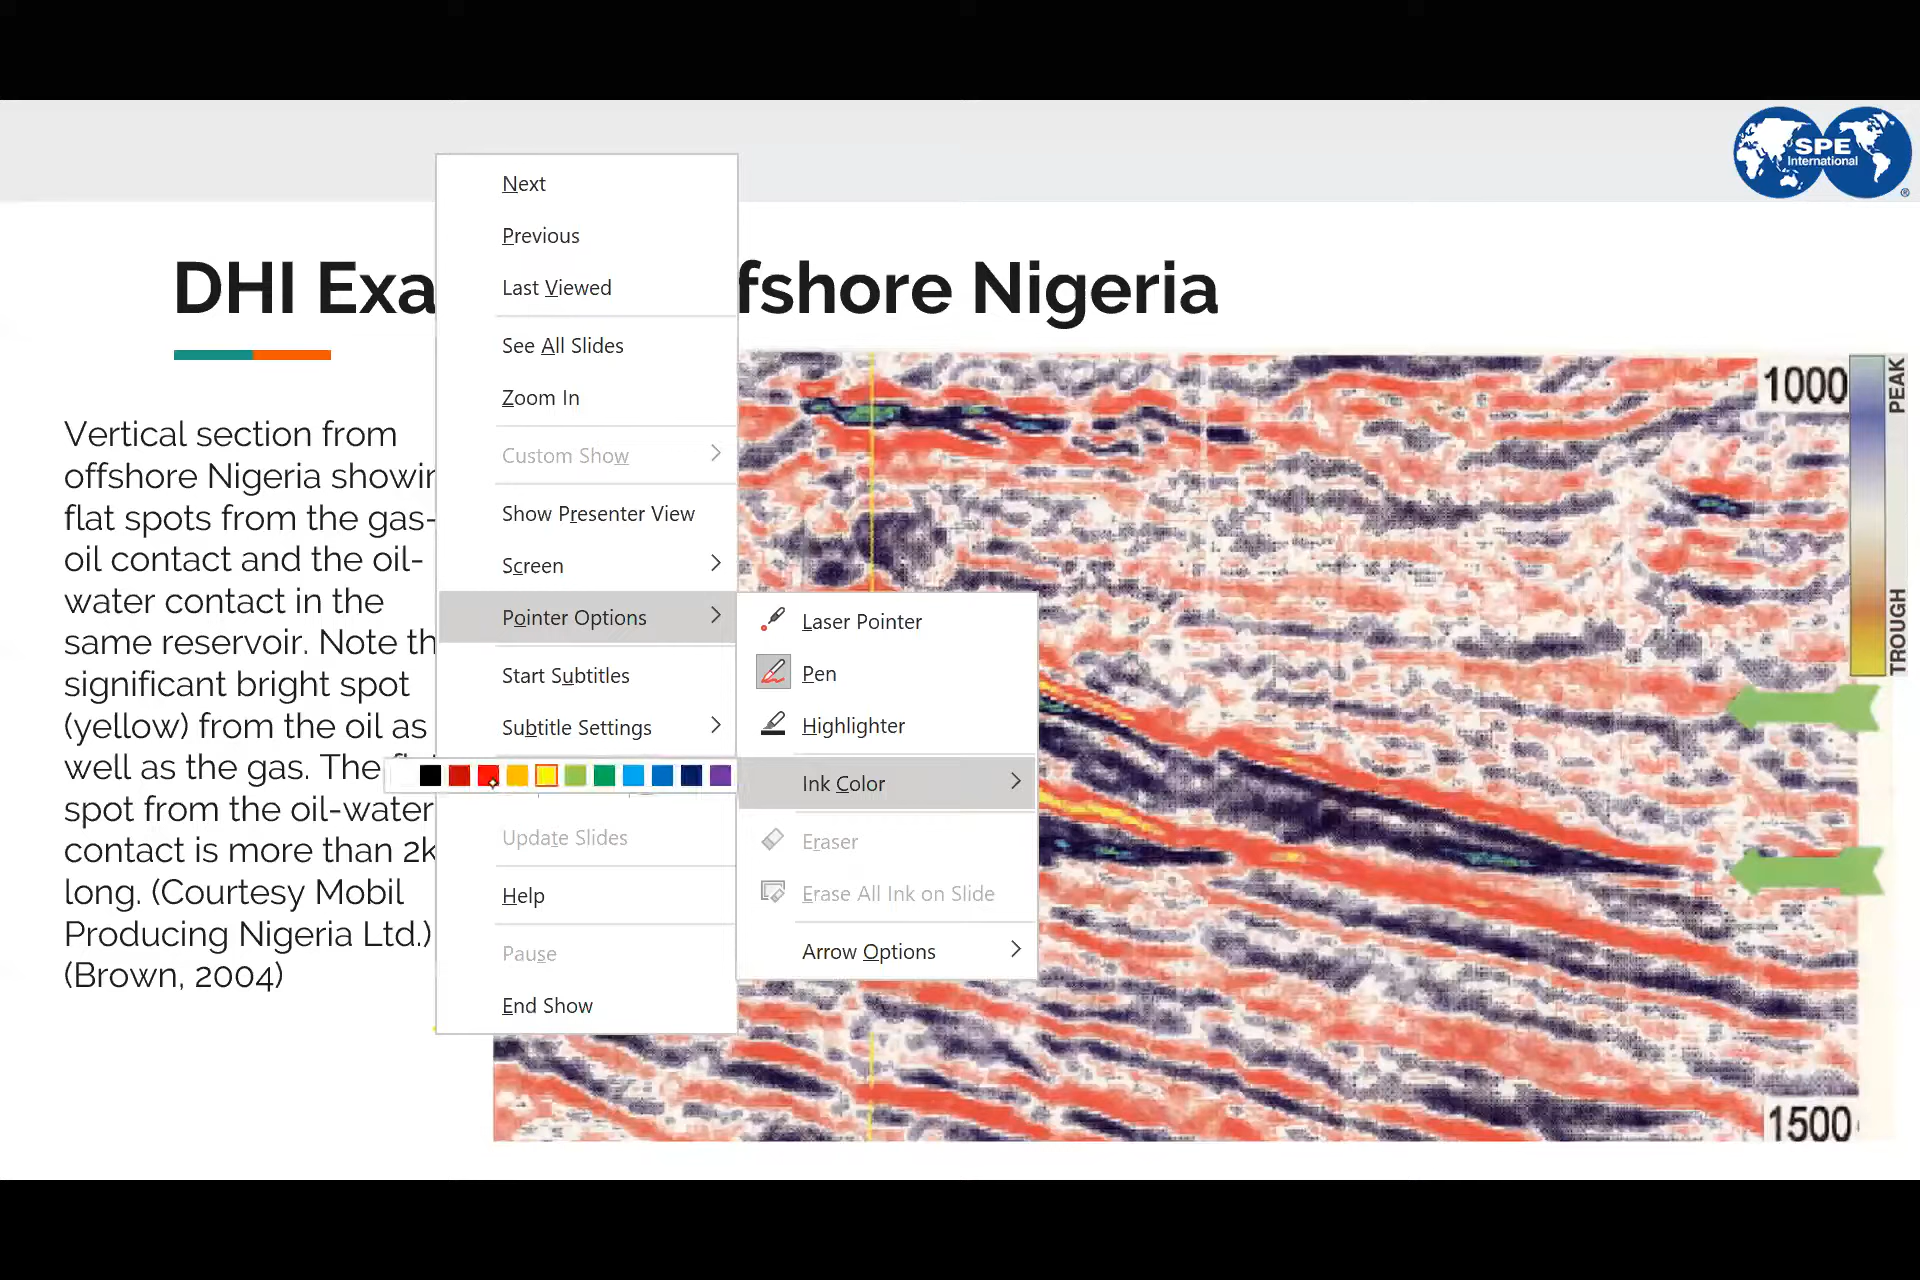 SPE
International
®
DHI Exa
fshore Nigeria
Vertical section from
offshore Nigeria showin
flat spots from the gas-
oil contact and the oil-
water contact in the
same reservoir. Note th
significant bright spot
(yellow) from the oil as
well as the gas. The
spot from the oil-water
contact is more than 2k
long. (Courtesy Mobil
Producing Nigeria Ltd.)
(Brown, 2004)
Next
Previous
Last Viewed
See All Slides
Zoom In
Custom Show
Show Presenter View
Screen
Pointer Options
Start Subtitles
Subtitle Settings
Update Slides
Help
Pause
End Show
Laser Pointer
Pen
Highlighter
Ink Color
Eraser
Erase All Ink on Slide
Arrow Options
1000
PEAK
TROUGH
1500